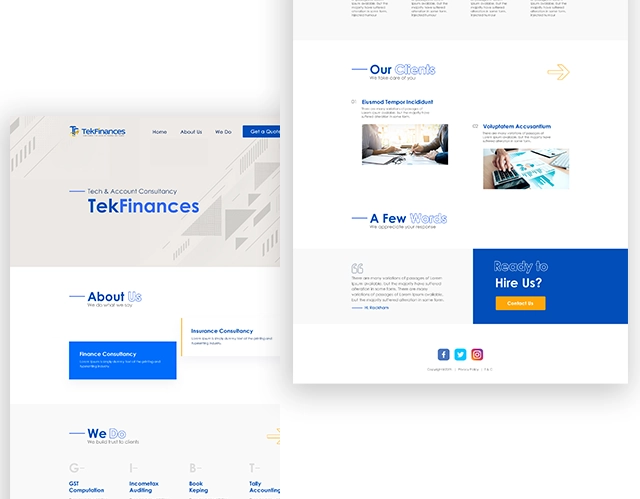 TekFinances
Home
About Us
We Do
Get a Quote
Tech & Account Consultancy
TekFinances
About Us
We do what we say
Insurance Consultancy
Lorem Ipsum is simply dummy text of the printing and
typesetting industry.
Finance Consultancy
Lorem Ipsum is simply dummy text of the printing and
typesetting industry.
We Do
We build trust to clients
G–
I–
B–
T–
GST
Computation
Incometax
Auditing
Book
Keping
Tally
Accounting
Our Clients
We take care of you
Eiusmod Tempor Incididunt
There are many variations of passages of
Lorem Ipsum available, but the majority have
suffered alteration in some form.
Voluptatem Accusantium
There are many variations of passages of
Lorem Ipsum available, but the majority have
suffered alteration in some form.
A Few Words
We appreciate your response
There are many variations of passages of Lorem
Ipsum available, but the majority have suffered
alteration in some form. There are many
variations of passages of Lorem Ipsum available,
but the majority have suffered
Ready to
Hire Us?
Contact Us
Privacy Policy